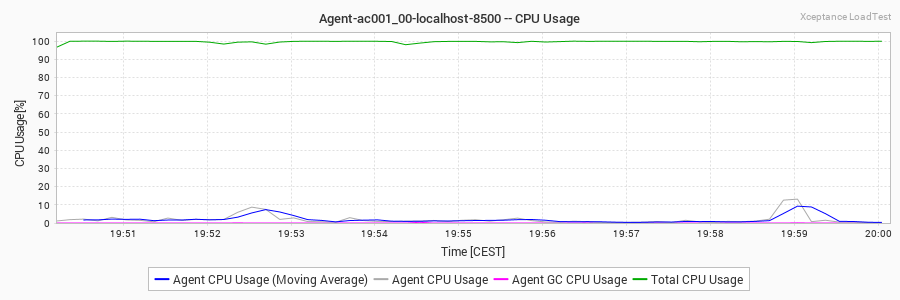 Agent-ac001_00-localhost-8500 -- CPU Usage
Xceptance LoadTest
CPU Usage [%]
100
90
80
70
60
50
40
30
20
10
0
19:51 19:52 19:53 19:54 19:55 19:56 19:57 19:58 19:59 20:00
Time [CEST]
Agent CPU Usage (Moving Average) Agent CPU Usage Agent GC CPU Usage Total CPU Usage